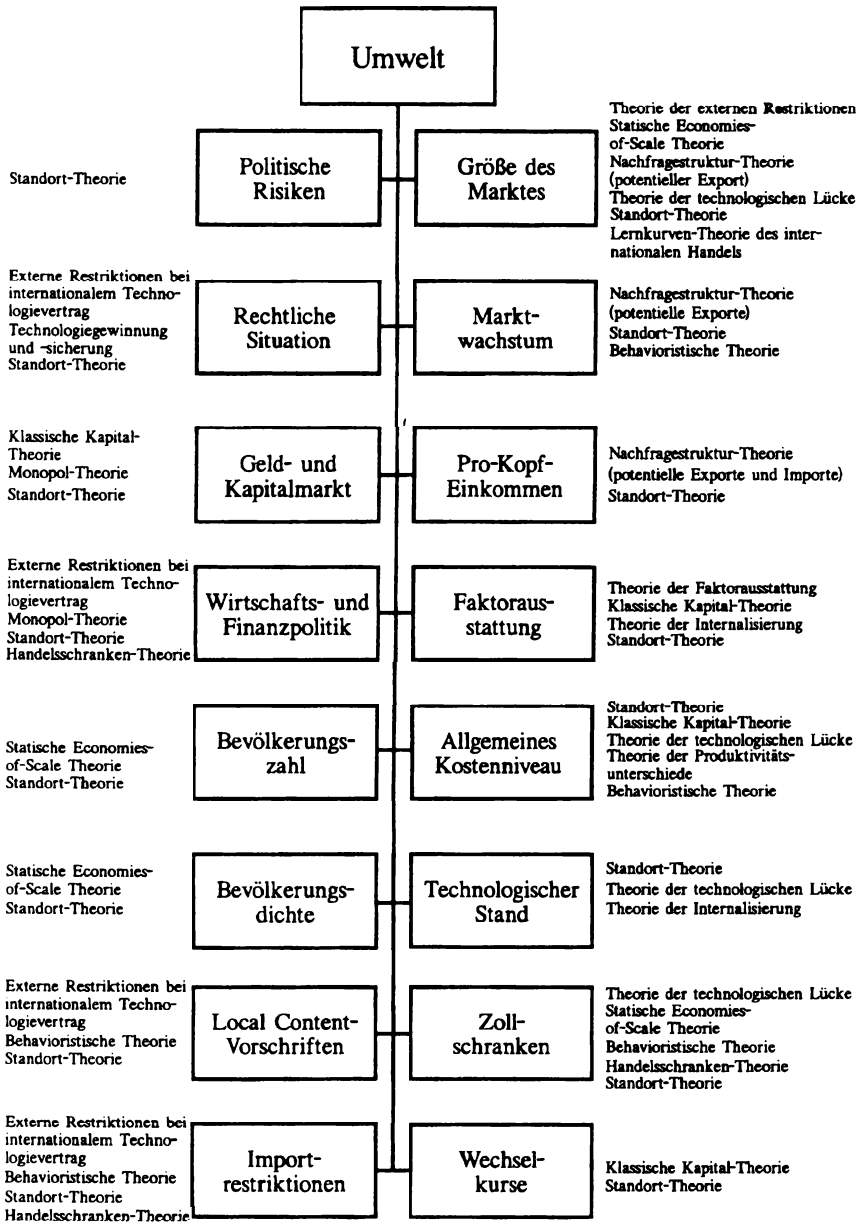 Umwelt
Standort-Theorie
Politische
Risiken
Größe des
Marktes
Theorie der externen Restriktionen
Statische Economies-
of-Scale Theorie
Nachfragestruktur-Theorie
(potentieller Export)
Theorie der technologischen Lücke
Standort-Theorie
Lernkurven-Theorie des inter-
nationalen Handels
Externe Restriktionen bei
internationalem Techno-
logievertrag
Technologiegewinnung
und -sicherung
Standort-Theorie
Rechtliche
Situation
Markt-
wachstum
Nachfragestruktur-Theorie
(potentielle Exporte)
Standort-Theorie
Behavioristische Theorie
Klassische Kapital-
Theorie
Monopol-Theorie
Standort-Theorie
Geld- und
Kapitalmarkt
Pro-Kopf-
Einkommen
Nachfragestruktur-Theorie
(potentielle Exporte und Importe)
Standort-Theorie
Externe Restriktionen bei
internationalem Techno-
logievertrag
Monopol-Theorie
Standort-Theorie
Handelsschranken-Theorie
Wirtschafts- und
Finanzpolitik
Faktoraus-
stattung
Theorie der Faktorausstattung
Klassische Kapital-Theorie
Theorie der Internalisierung
Standort-Theorie
Statische Economies-
of-Scale Theorie
Standort-Theorie
Bevölkerungs-
zahl
Allgemeines
Kostenniveau
Standort-Theorie
Klassische Kapital-Theorie
Theorie der technologischen Lücke
Theorie der Produktivitäts-
unterschiede
Behavioristische Theorie
Statische Economies-
of-Scale Theorie
Standort-Theorie
Bevölkerungs-
dichte
Technologischer
Stand
Standort-Theorie
Theorie der technologischen Lücke
Theorie der Internalisierung
Externe Restriktionen bei
internationalem Techno-
logievertrag
Behavioristische Theorie
Standort-Theorie
Local Content-
Vorschriften
Zoll-
schranken
Theorie der technologischen Lücke
Statische Economies-
of-Scale Theorie
Behavioristische Theorie
Handelsschranken-Theorie
Standort-Theorie
Externe Restriktionen bei
internationalem Techno-
logievertrag
Behavioristische Theorie
Standort-Theorie
Handelsschranken-Theorie
Import-
restriktionen
Wechsel-
kurse
Klassische Kapital-Theorie
Standort-Theorie